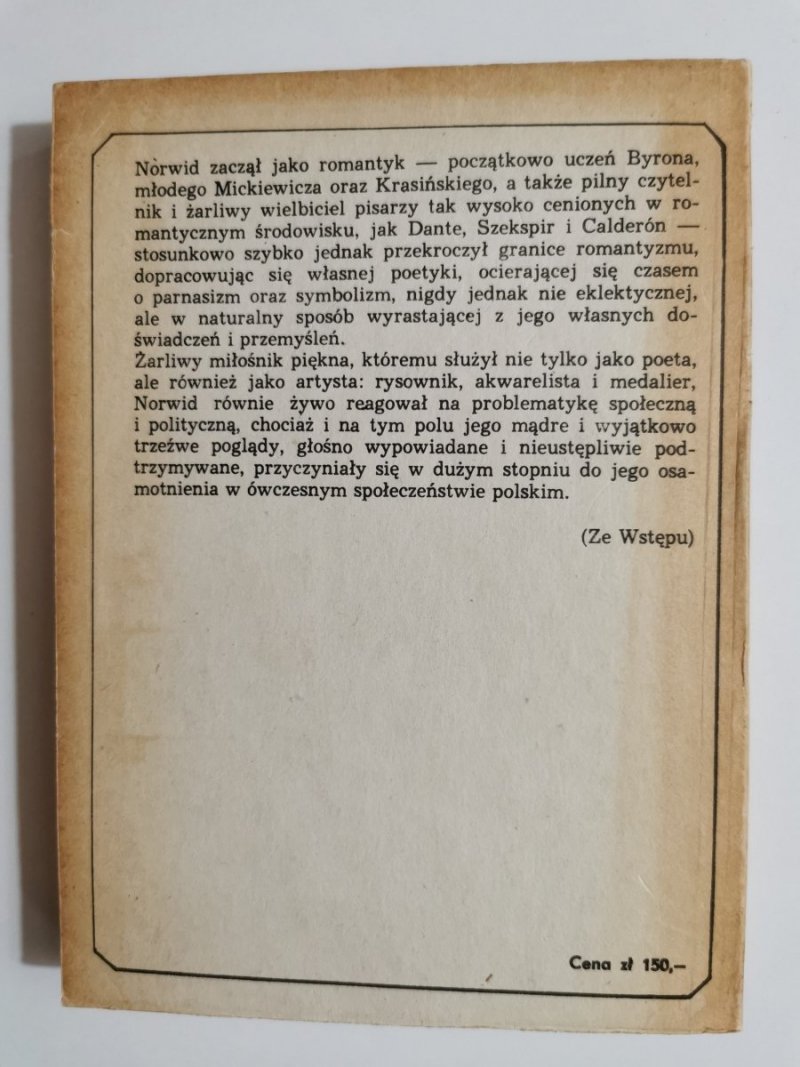 Norwid zaczął jako romantyk — początkowo uczeń Byrona,
młodego Mickiewicza oraz Krasińskiego, a także pilny czytel-
nik i żarliwy wielbiciel pisarzy tak wysoko cenionych w ro-
mantycznym środowisku, jak Dante, Szekspir i Calderón —
stosunkowo szybko jednak przekroczył granice romantyzmu,
dopracowując się własnej poetyki, ocierającej się czasem
o parnasizm oraz symbolizm, nigdy jednak nie eklektycznej,
ale w naturalny sposób wyrastającej z jego własnych do-
świadczeń i przemyśleń.
Żarliwy miłośnik piękna, któremu służył nie tylko jako poeta,
ale również jako artysta: rysownik, akwarelista i medalier,
Norwid równie żywo reagował na problematykę społeczną
i polityczną, chociaż i na tym polu jego mądre i wyjątkowo
trzeźwe poglądy, głośno wypowiadane i nieustępliwie pod-
trzymywane, przyczyniały się w dużym stopniu do jego osa-
motnienia w ówczesnym społeczeństwie polskim.
(Ze Wstępu)
Cena zł 150,—